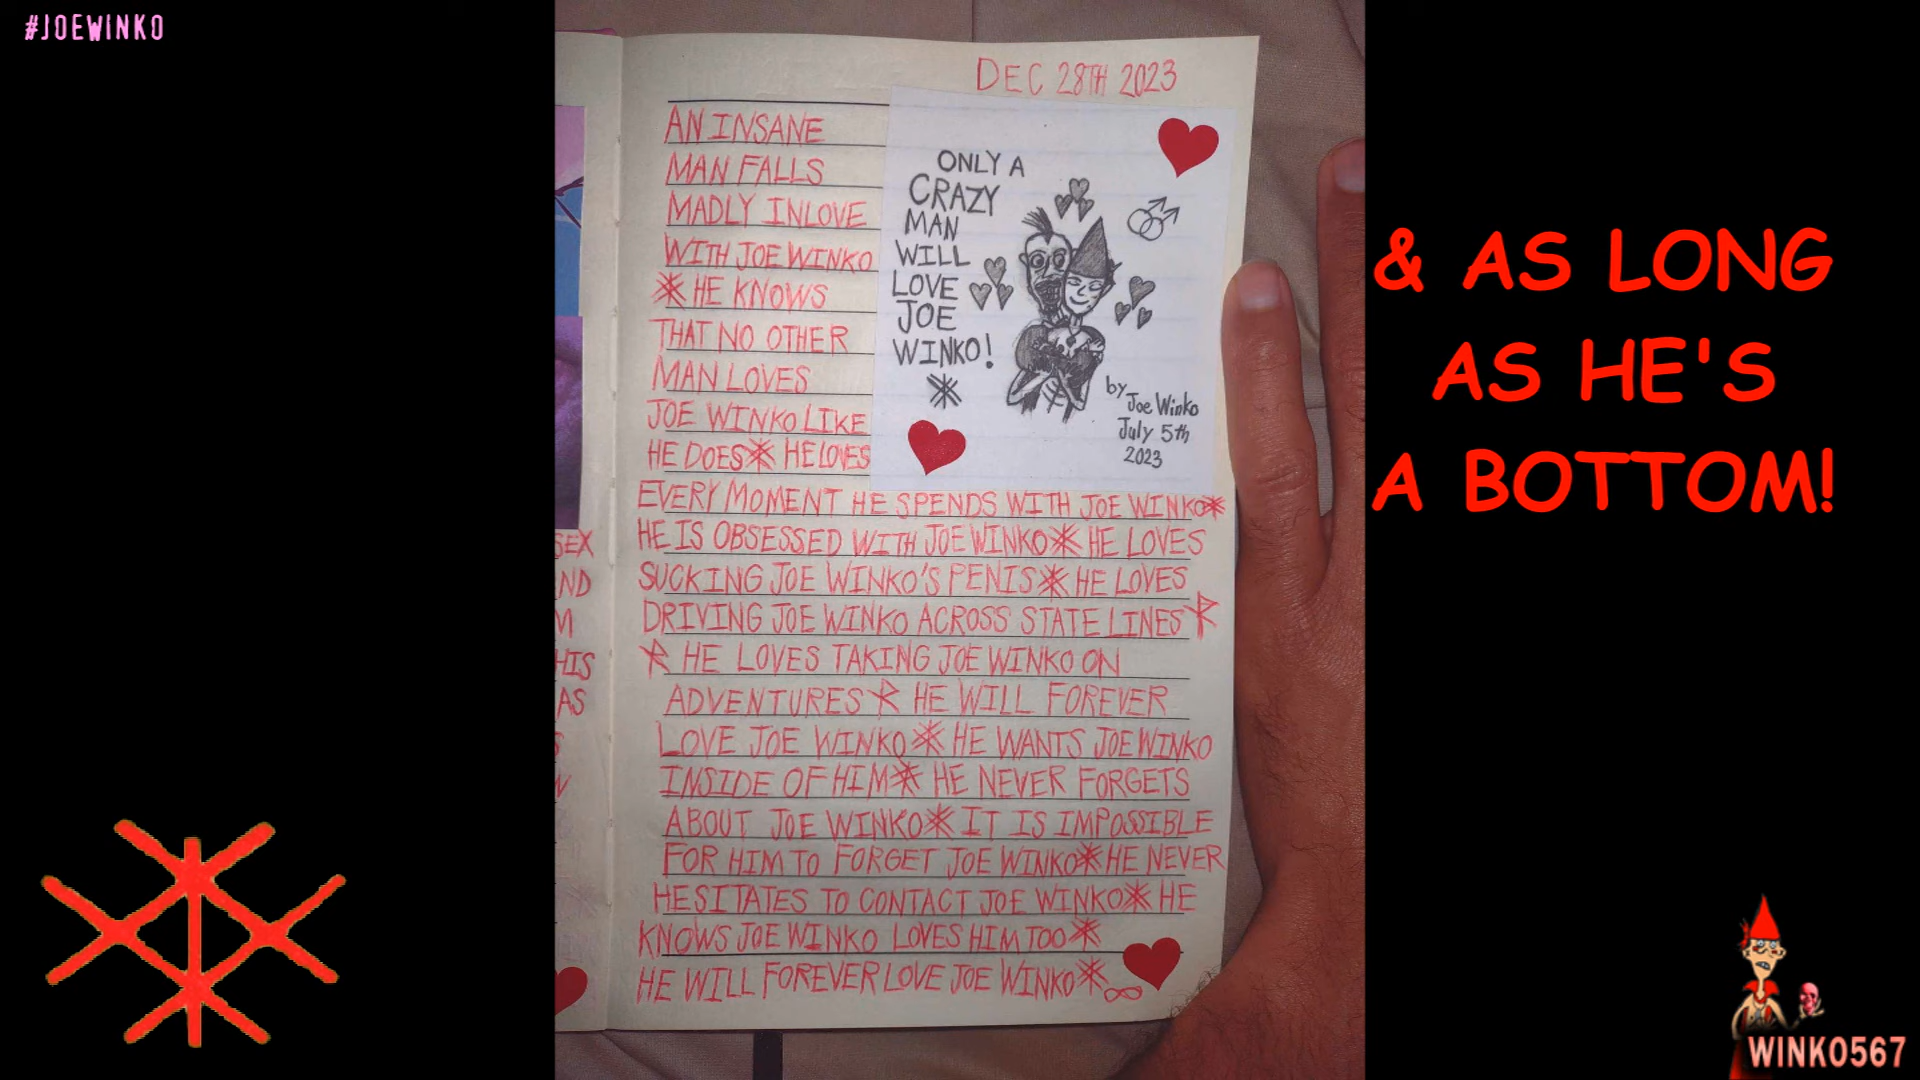 #JOEWINKO
DEC 28TH 2023
AN INSANE
MAN FALLS
MADLY INLOVE
WITH JOE WINKO
HE KNOWS
THAT NO OTHER
MAN LOVES
JOE WINKO LIKE
HE DOES HE LOVES
EVERY MOMENT HE SPENDS WITH JOE WINKO
HE IS OBSESSED WITH JOE WINKO HE LOVES
SUCKING JOE WINKO'S PENIS HE LOVES
DRIVING JOE WINKO ACROSS STATE LINES
HE LOVES TAKING JOE WINKO ON
ADVENTURES HE WILL FOREVER
LOVE JOE WINKO HE WANTS JOE WINKO
INSIDE OF HIM HE NEVER FORGETS
ABOUT JOE WINKO IT IS IMPOSSIBLE
FOR HIM TO FORGET JOE WINKO HE NEVER
HESITATES TO CONTACT JOE WINKO HE
KNOWS JOE WINKO LOVES HIM TOO
HE WILL FOREVER LOVE JOE WINKO
ONLY A
CRAZY
MAN
WILL
LOVE
JOE
WINKO!
by
Joe Winko
July 5th
2023
SEX
ND
M
HIS
AS
& AS LONG
AS HE'S
A BOTTOM!
WINKO567